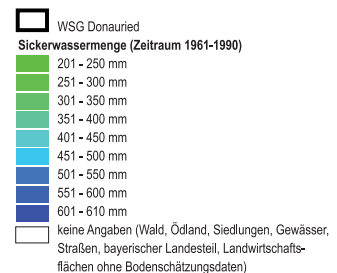 WSG Donauried
Sickerwassermenge (Zeitraum 1961-1990)
201 - 250 mm
251 - 300 mm
301 - 350 mm
351 - 400 mm
401 - 450 mm
451 - 500 mm
501 - 550 mm
551 - 600 mm
601 - 610 mm
keine Angaben (Wald, Ödland, Siedlungen, Gewässer,
Straßen, bayerischer Landesteil, Landwirtschafts-
flächen ohne Bodenschätzungsdaten)